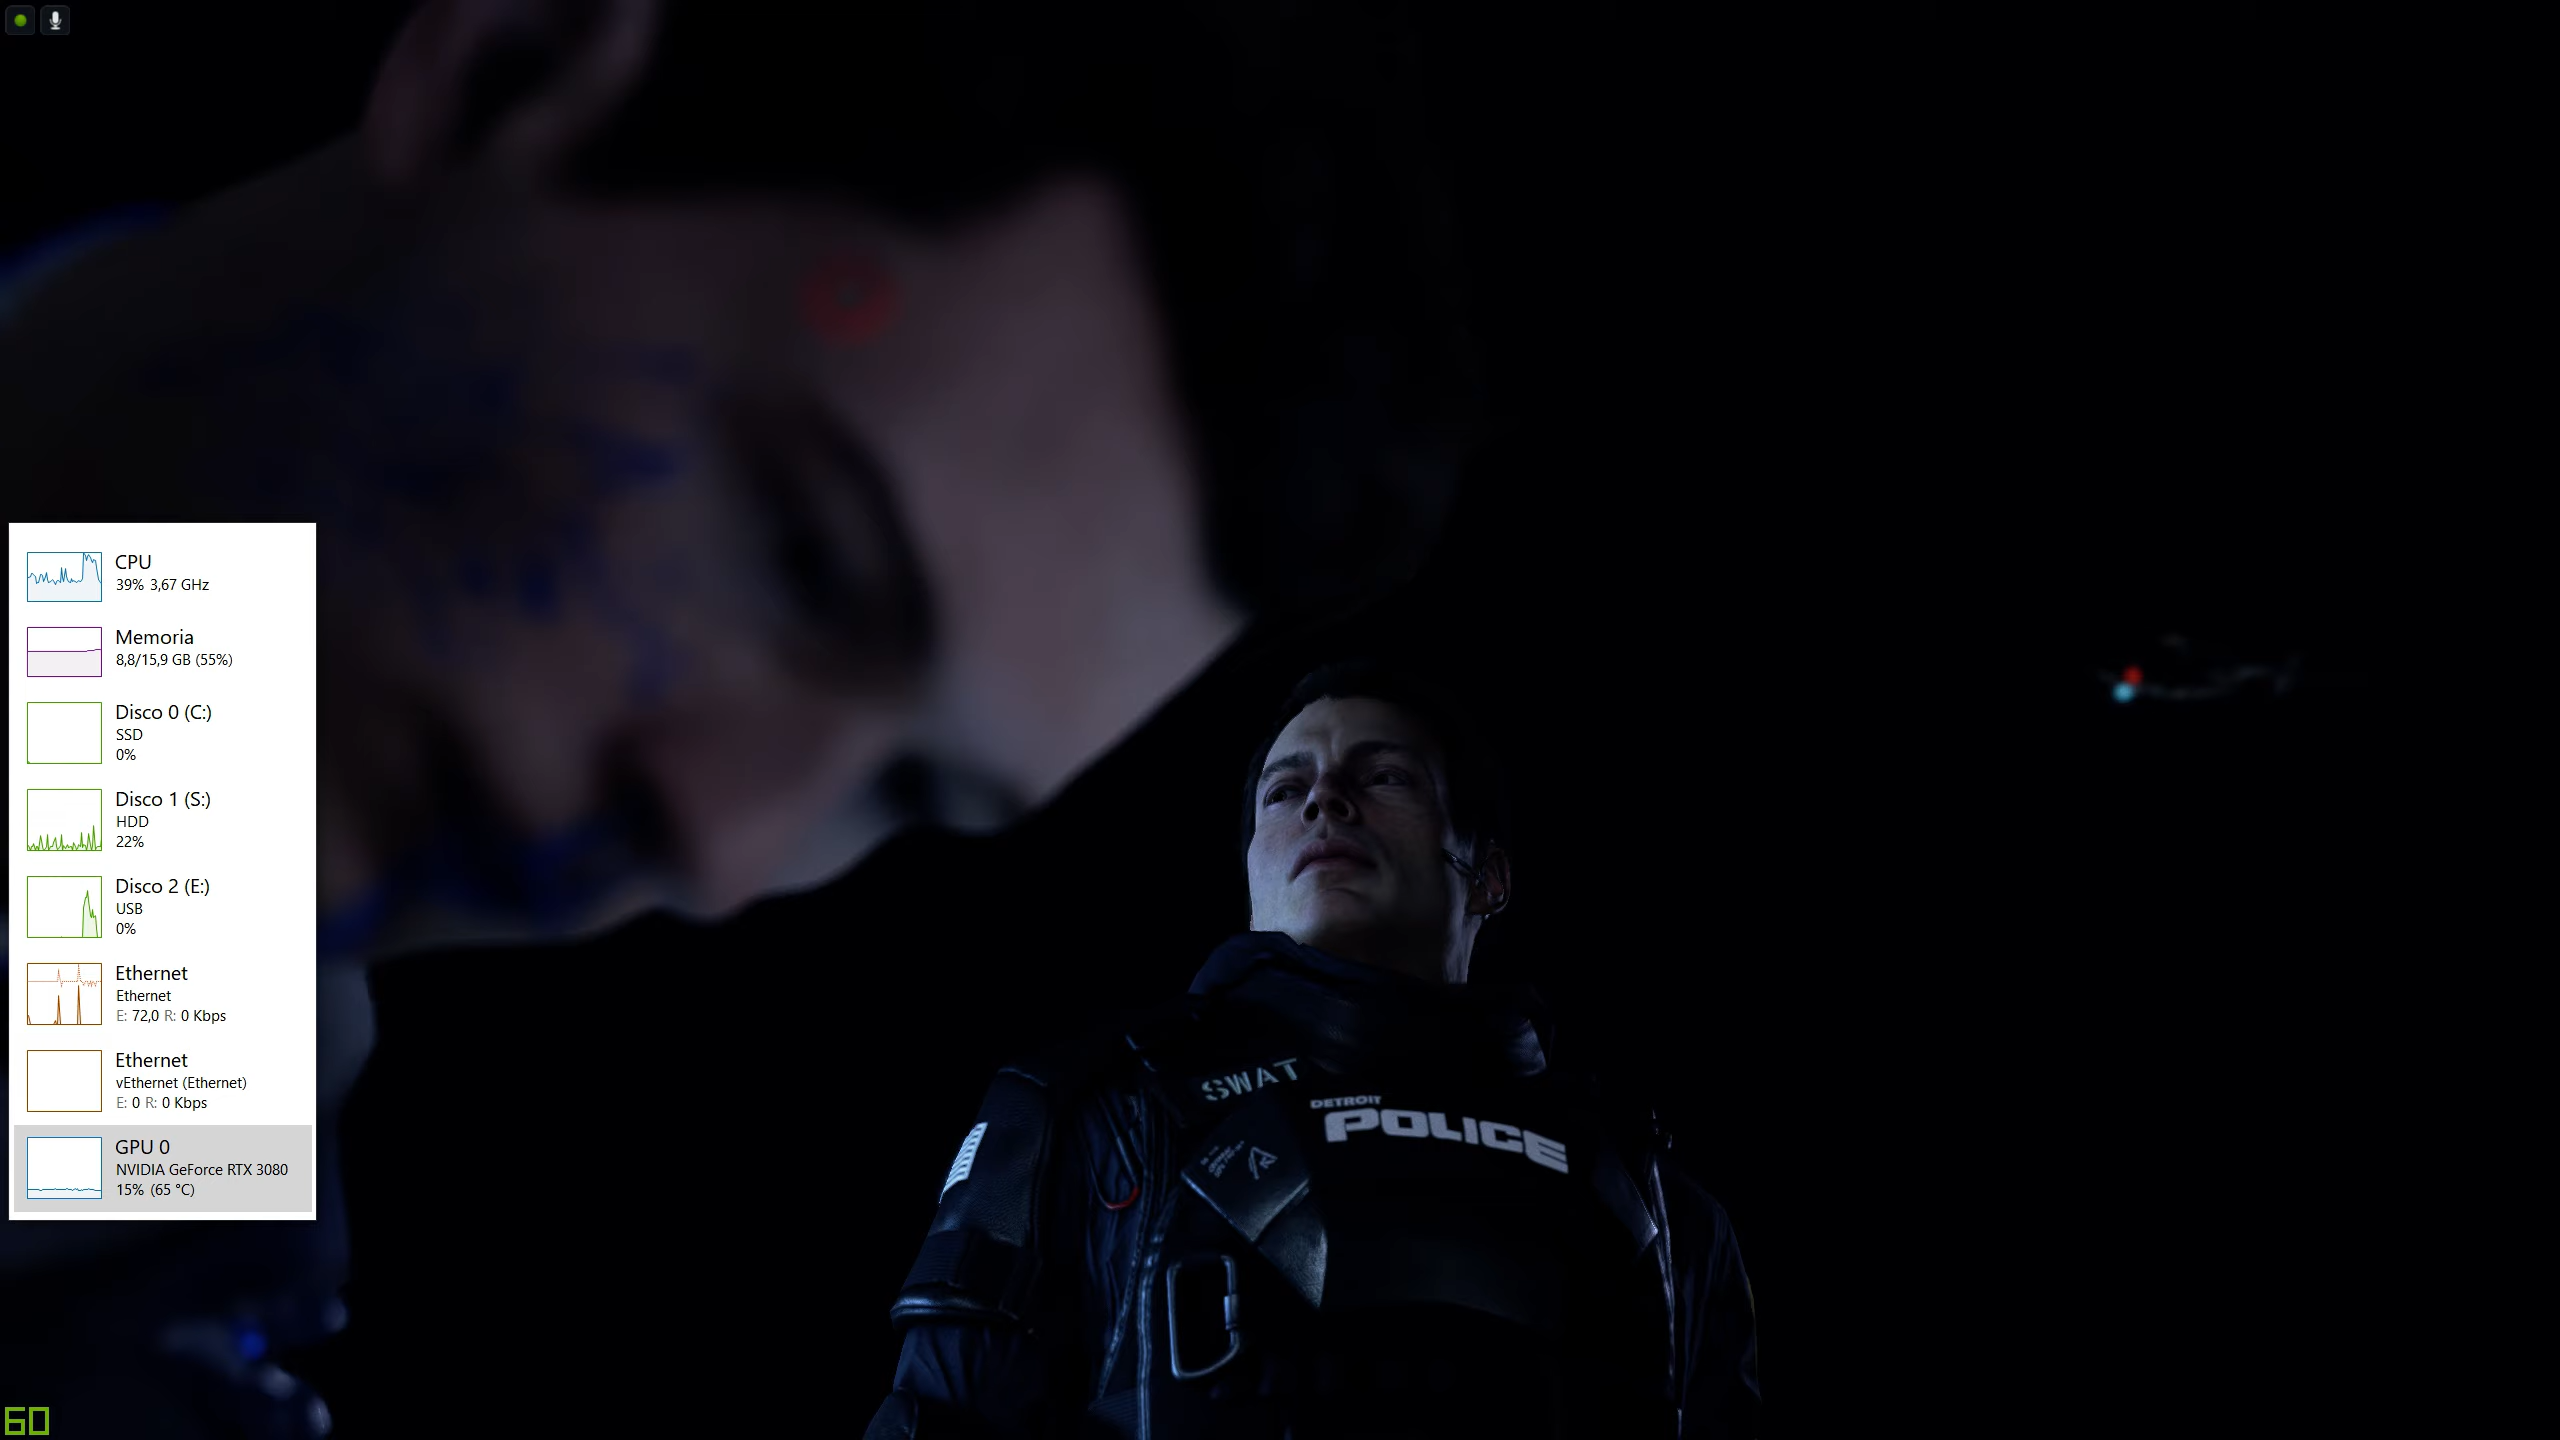 CPU
39% 3,67 GHz
Memoria
8,8/15,9 GB (55%)
Disco 0 (C:)
SSD
0%
Disco 1 (S:)
HDD
22%
Disco 2 (E:)
USB
0%
Ethernet
Ethernet
E: 72,0 R: 0 Kbps
Ethernet
vEthernet (Ethernet)
E: 0 R: 0 Kbps
GPU 0
NVIDIA GeForce RTX 3080
15% (65 °C)
SWAT
DETROIT
POLICE
60